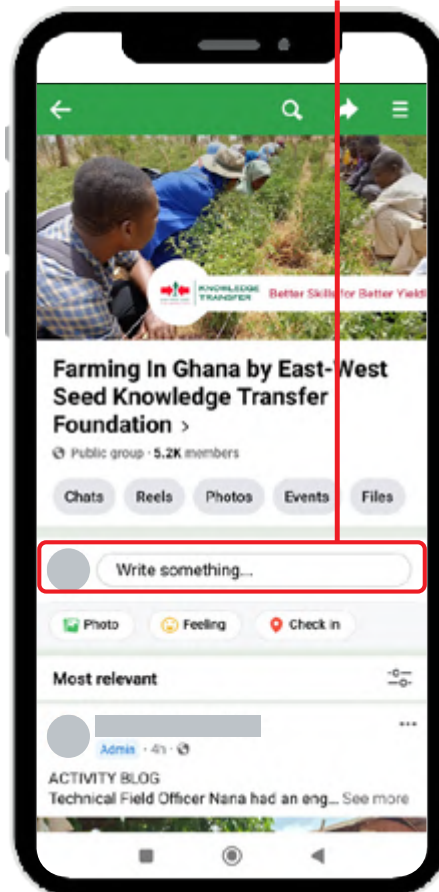 KNOWLEDGE
TRANSFER
Better Skills for Better Yield
Farming In Ghana by East-West
Seed Knowledge Transfer
Foundation >
Public group · 5.2K members
Chats Reels Photos Events Files
Write something...
Photo Feeling Check in
Most relevant
Admin · 4h ·
ACTIVITY BLOG
Technical Field Officer Nana had an eng... See more